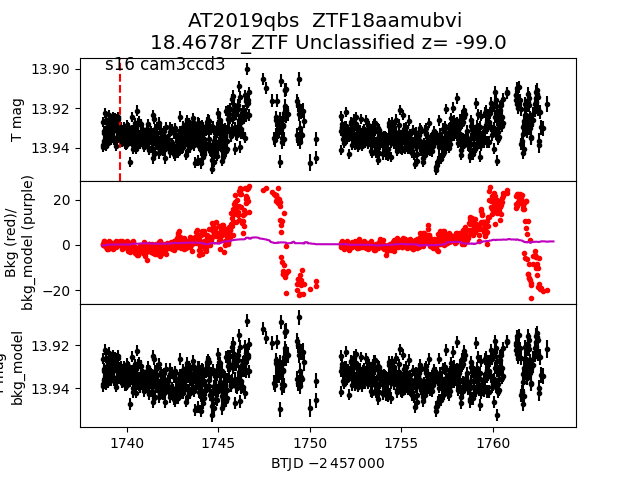 AT2019qbs ZTF18aamubvi
18.4678r_ZTF Unclassified z= -99.0
s16 cam3ccd3
13.90
13.92
13.94
T mag
20
0
−20
Bkg (red)/
bkg_model (purple)
13.92
13.94
bkg_model
1740
1745
1750
1755
1760
BTJD −2 457 000